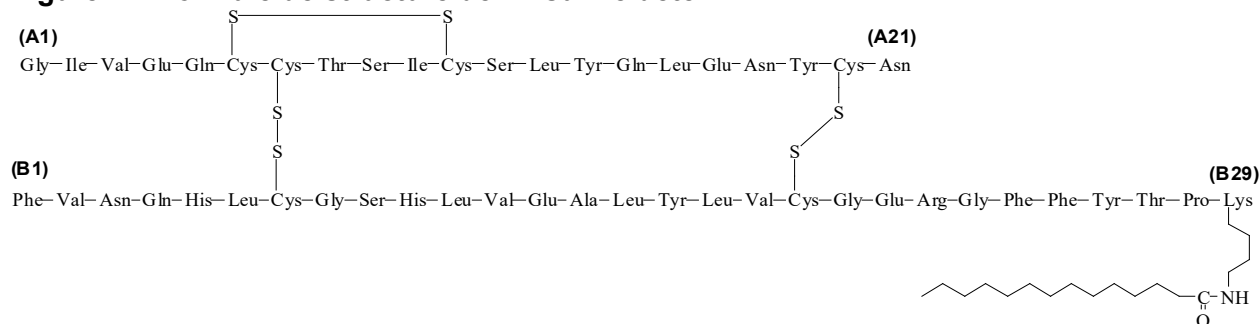 S S
(A1) (A21)
Gly Ile Val Glu Gln Cys Cys Thr Ser Ile Cys Ser Leu Tyr Gln Leu Glu Asn Tyr Cys Asn
S S
S S
(B1) (B29)
Phe Val Asn Gln His Leu Cys Gly Ser His Leu Val Glu Ala Leu Tyr Leu Val Cys Gly Glu Arg Gly Phe Phe Tyr Thr Pro Lys
C NH
O